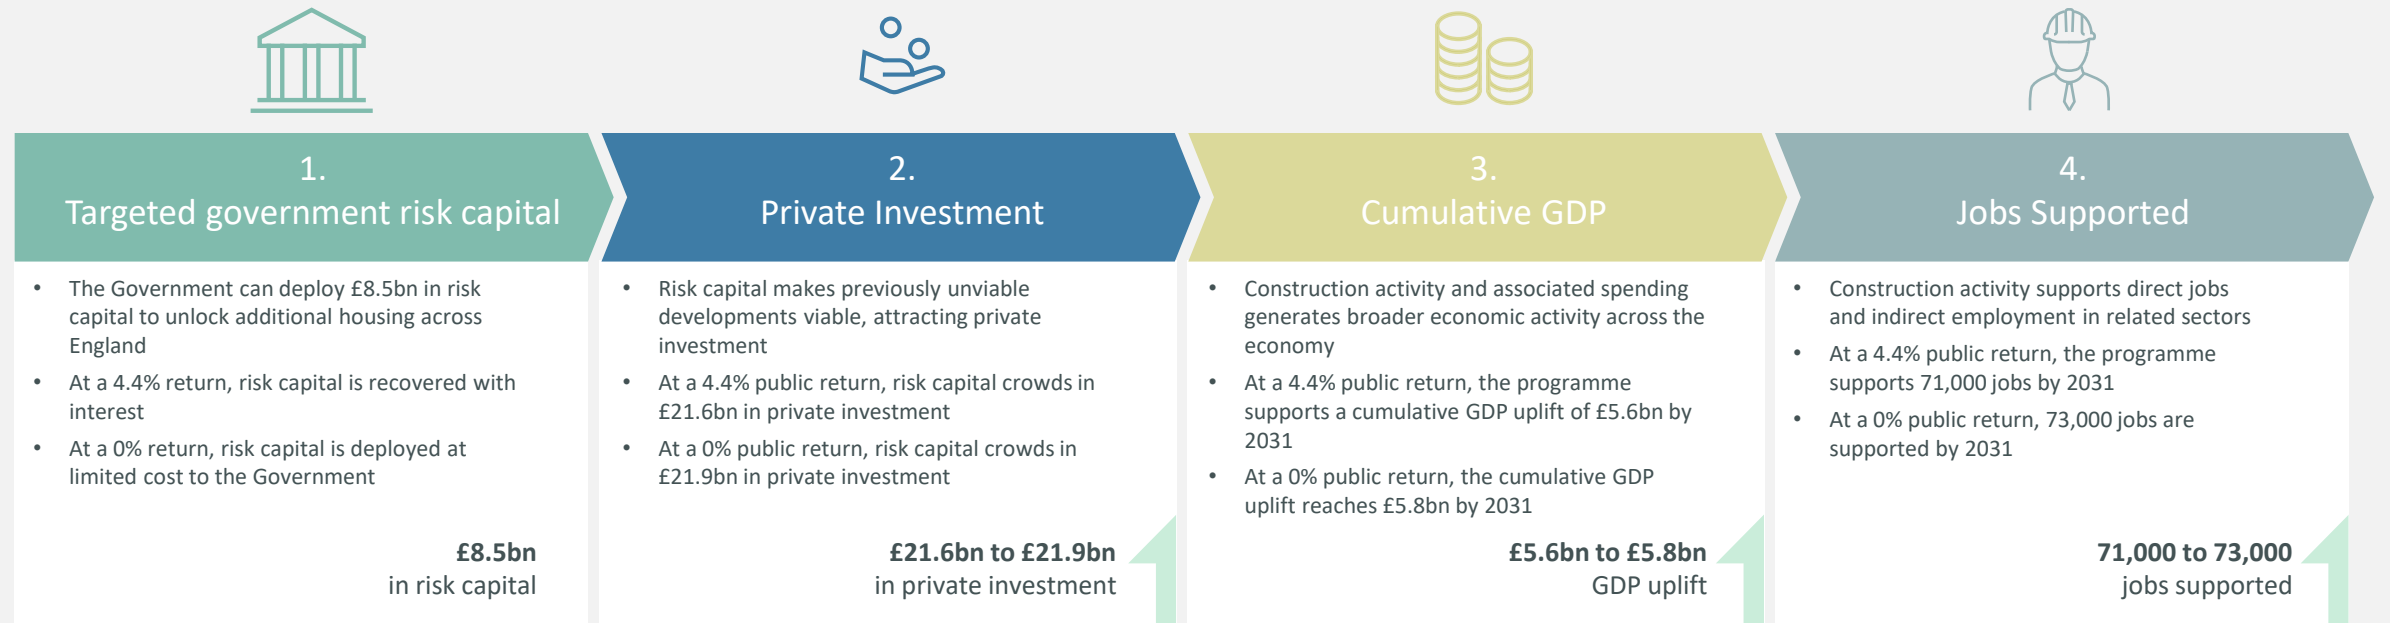 1.
Targeted government risk capital
• The Government can deploy £8.5bn in risk
capital to unlock additional housing across
England
• At a 4.4% return, risk capital is recovered with
interest
• At a 0% return, risk capital is deployed at
limited cost to the Government
£8.5bn
in risk capital
2.
Private Investment
• Risk capital makes previously unviable
developments viable, attracting private
investment
• At a 4.4% public return, risk capital crowds in
£21.6bn in private investment
• At a 0% public return, risk capital crowds in
£21.9bn in private investment
£21.6bn to £21.9bn
in private investment
3.
Cumulative GDP
• Construction activity and associated spending
generates broader economic activity across the
economy
• At a 4.4% public return, the programme
supports a cumulative GDP uplift of £5.6bn by
2031
• At a 0% public return, the cumulative GDP
uplift reaches £5.8bn by 2031
£5.6bn to £5.8bn
GDP uplift
4.
Jobs Supported
• Construction activity supports direct jobs
and indirect employment in related sectors
• At a 4.4% public return, the programme
supports 71,000 jobs by 2031
• At a 0% public return, 73,000 jobs are
supported by 2031
71,000 to 73,000
jobs supported